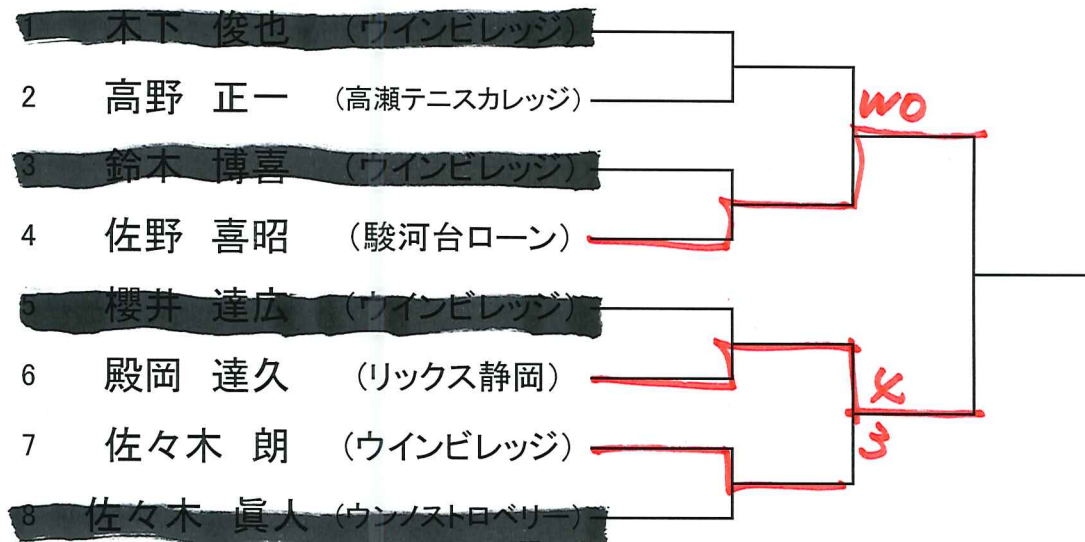 1 木下 俊也 (ウインビレッジ)
2 高野 正一 (高瀬テニスカレッジ)
WO
3 鈴木 博喜 (ウインビレッジ)
4 佐野 喜昭 (駿河台ローン)
5 櫻井 達広 (ウインビレッジ)
6 殿岡 達久 (リックス静岡)
4
3
7 佐々木 朗 (ウインビレッジ)
8 佐々木 眞人 (ウンノストロベリー)